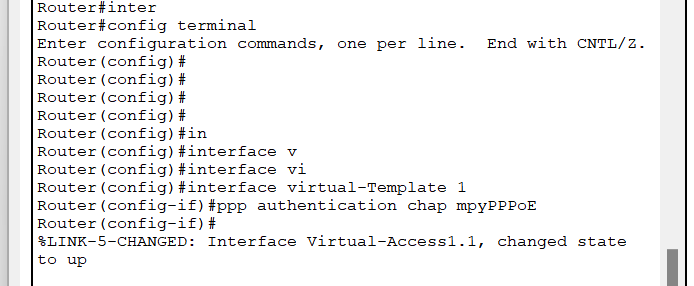 Router#inter
Router#config terminal
Enter configuration commands, one per line.  End with CNTL/Z.
Router(config)#
Router(config)#
Router(config)#
Router(config)#
Router(config)#in
Router(config)#interface v
Router(config)#interface vi
Router(config)#interface virtual-Template 1
Router(config-if)#ppp authentication chap mpyPPPoE
Router(config-if)#
%LINK-5-CHANGED: Interface Virtual-Access1.1, changed state
to up